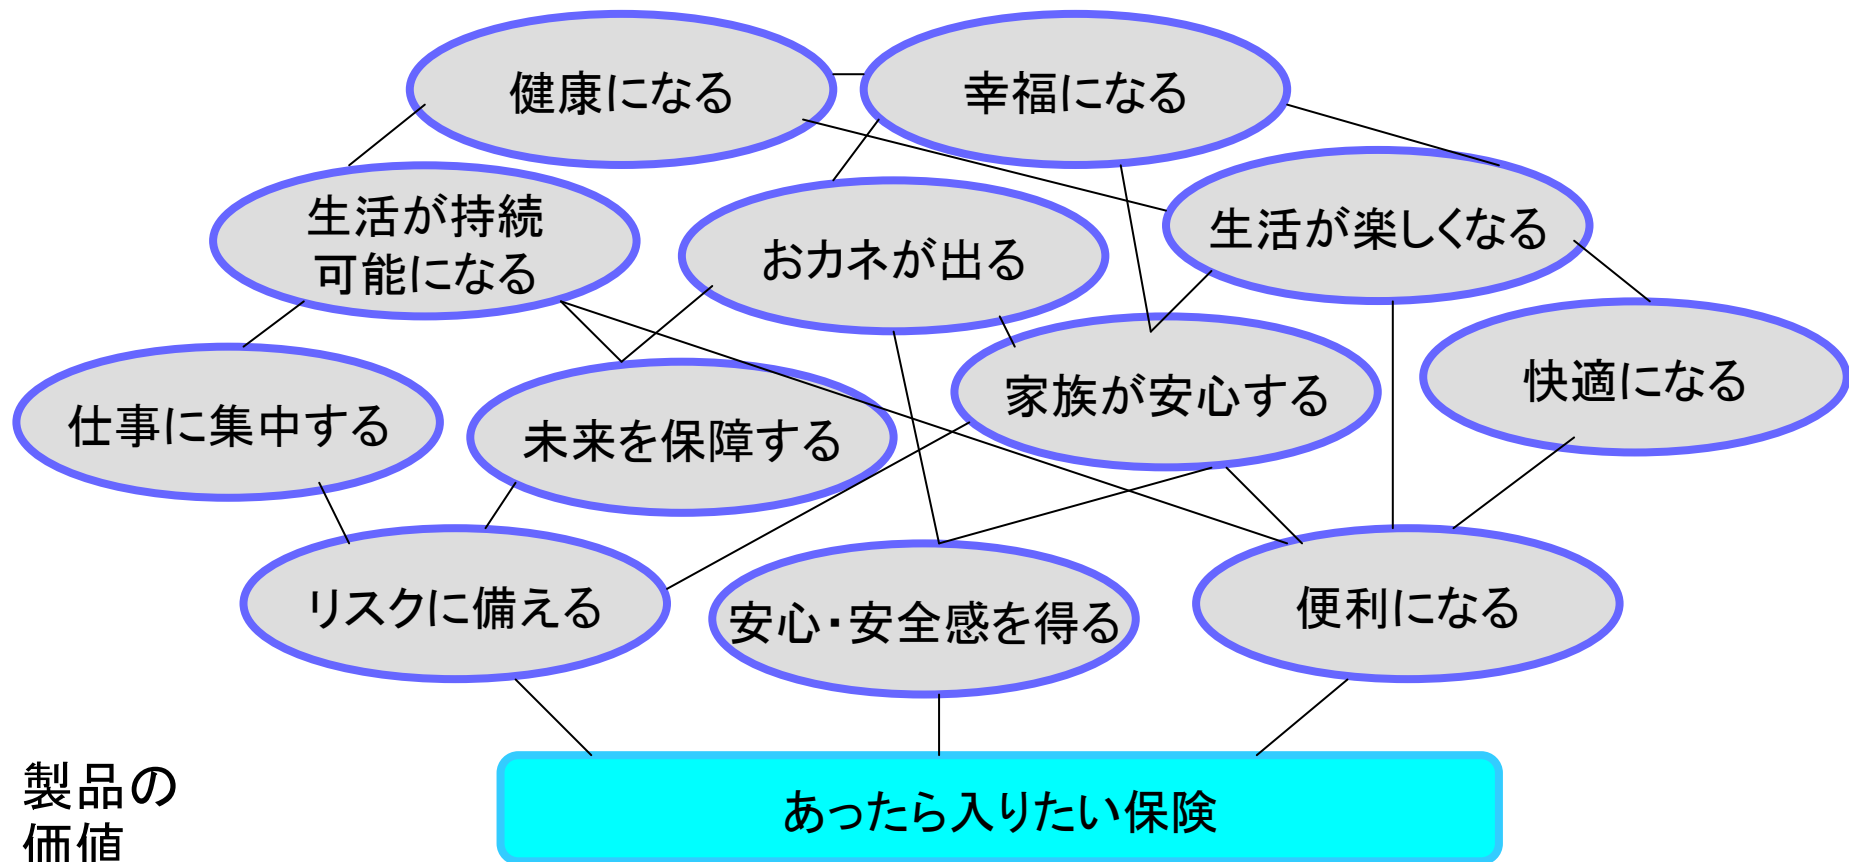 健康になる
幸福になる
生活が持続
可能になる
おカネが出る
生活が楽しくなる
仕事に集中する
未来を保障する
家族が安心する
快適になる
リスクに備える
安心・安全感を得る
便利になる
製品の
価値
あったら入りたい保険